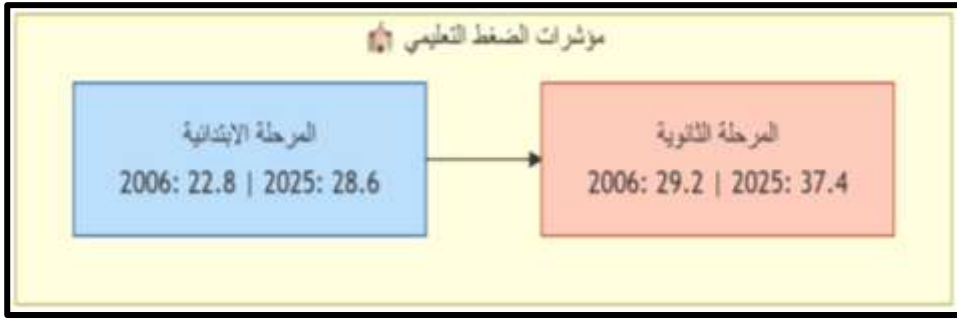 مؤشرات الضغط التعليمي
المرحلة الابتدائية
2006: 22.8 | 2025: 28.6
المرحلة الثانوية
2006: 29.2 | 2025: 37.4